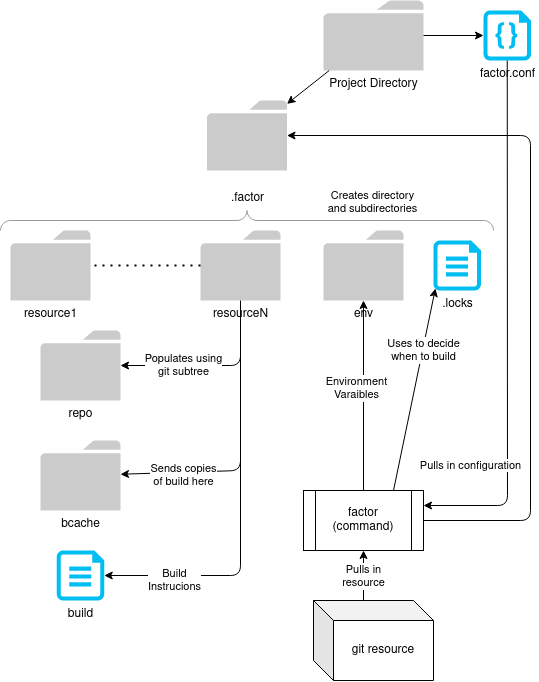 {}
Project Directory
factor.conf
.factor
Creates directory
and subdirectories
resource1
resourceN
env
.locks
Populates using
git subtree
Uses to decide
when to build
repo
Environment
Varaibles
Sends copies
of build here
Pulls in configuration
bcache
factor
(command)
Build
Instrucions
Pulls in
resource
build
git resource